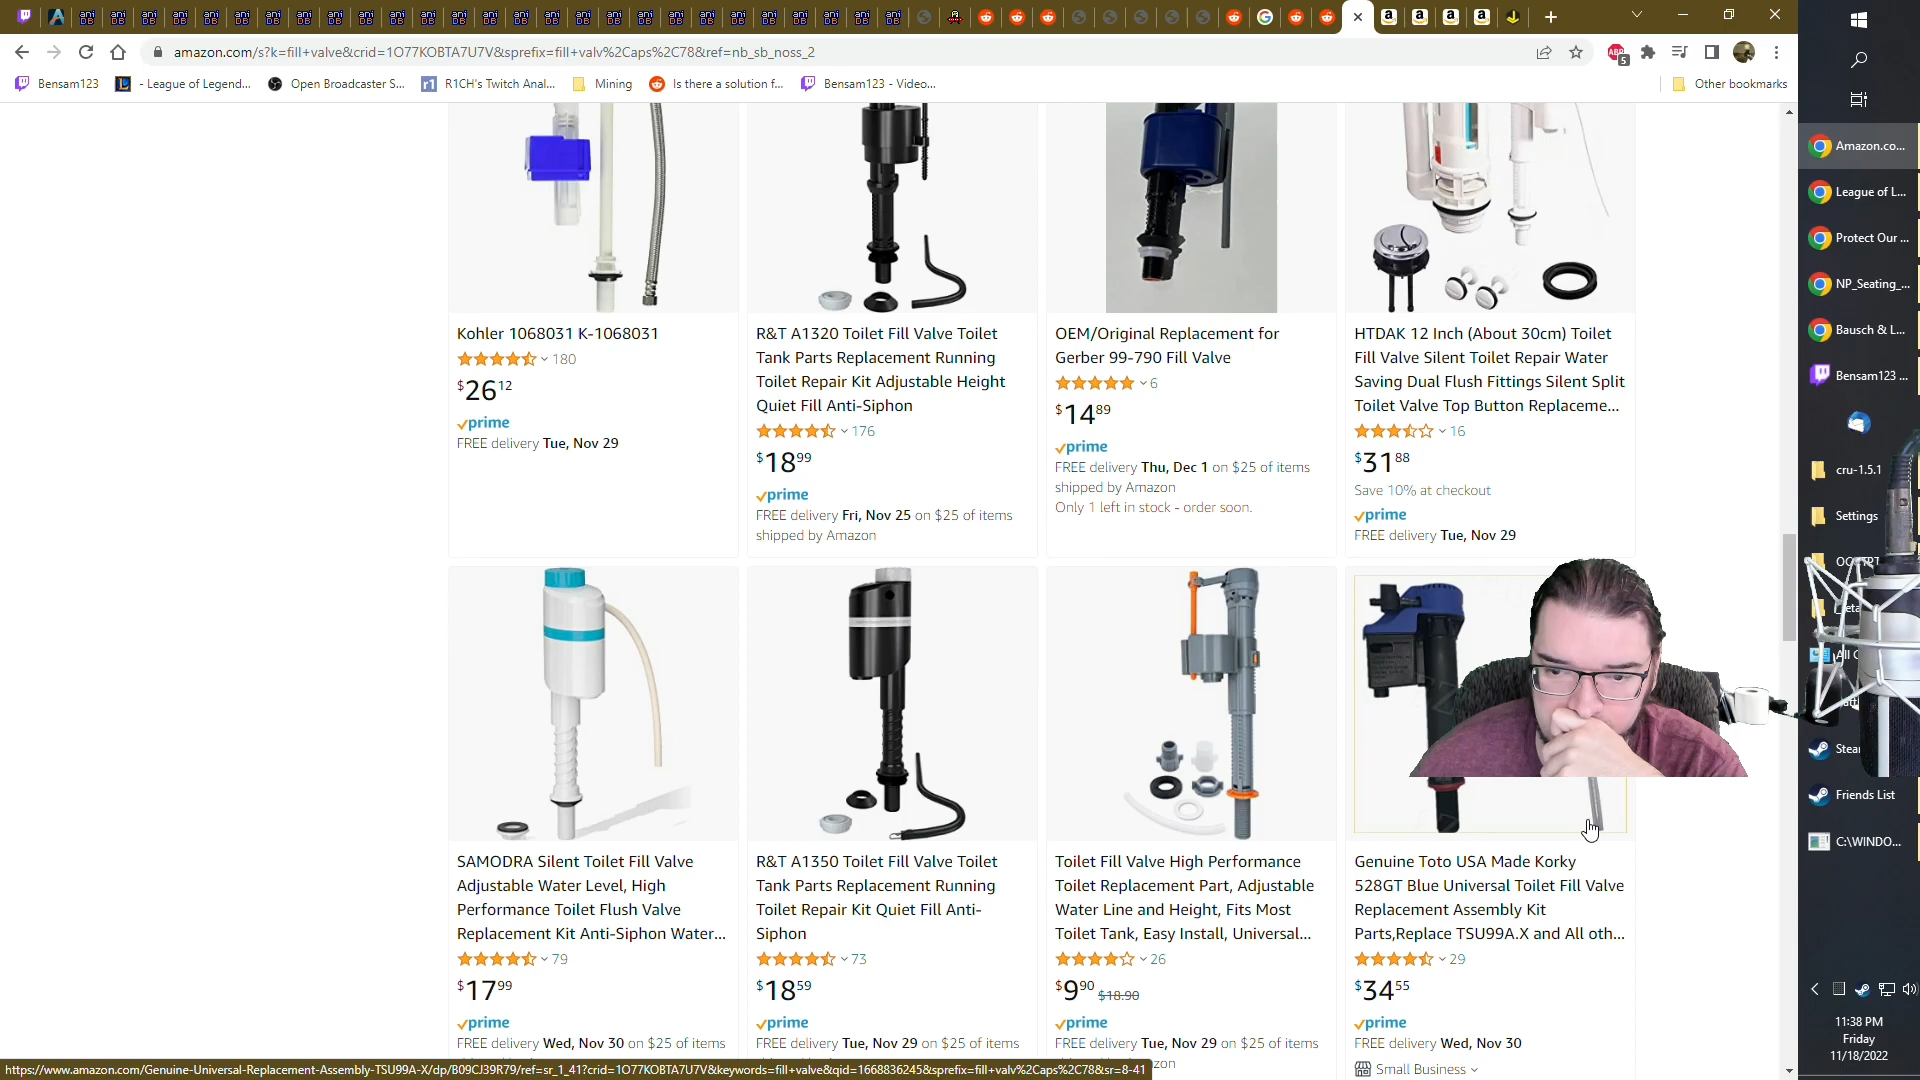 amazon.com/s?k=fill+valve&crid=1O77KOBTA7U7V&sprefix=fill+valv%2Caps%2C78&ref=nb_sb_noss_2
ABP
5
Bensam123
- League of Legend...
Open Broadcaster S...
r1
R1CH's Twitch Anal...
Mining
Is there a solution f...
Bensam123 - Video...
Other bookmarks
Kohler 1068031 K-1068031
180
$26 12
prime
FREE delivery Tue, Nov 29
R&T A1320 Toilet Fill Valve Toilet
Tank Parts Replacement Running
Toilet Repair Kit Adjustable Height
Quiet Fill Anti-Siphon
176
$18 99
prime
FREE delivery Fri, Nov 25 on $25 of items
shipped by Amazon
OEM/Original Replacement for
Gerber 99-790 Fill Valve
6
$14 89
prime
FREE delivery Thu, Dec 1 on $25 of items
shipped by Amazon
Only 1 left in stock - order soon.
HTDAK 12 Inch (About 30cm) Toilet
Fill Valve Silent Toilet Repair Water
Saving Dual Flush Fittings Silent Split
Toilet Valve Top Button Replaceme...
16
$31 88
Save 10% at checkout
prime
FREE delivery Tue, Nov 29
SAMODRA Silent Toilet Fill Valve
Adjustable Water Level, High
Performance Toilet Flush Valve
Replacement Kit Anti-Siphon Water...
79
$17 99
prime
FREE delivery Wed, Nov 30 on $25 of items
R&T A1350 Toilet Fill Valve Toilet
Tank Parts Replacement Running
Toilet Repair Kit Quiet Fill Anti-
Siphon
73
$18 59
prime
FREE delivery Tue, Nov 29 on $25 of items
Toilet Fill Valve High Performance
Toilet Replacement Part, Adjustable
Water Line and Height, Fits Most
Toilet Tank, Easy Install, Universal...
26
$9 90 $18.90
prime
FREE delivery Tue, Nov 29 on $25 of items
Genuine Toto USA Made Korky
528GT Blue Universal Toilet Fill Valve
Replacement Assembly Kit
Parts,Replace TSU99A.X and All oth...
29
$34 55
prime
FREE delivery Wed, Nov 30
Small Business
https://www.amazon.com/Genuine-Universal-Replacement-Assembly-TSU99A-X/dp/B09CJ39R79/ref=sr_1_41?crid=1O77KOBTA7U7V&keywords=fill+valve&qid=1668836245&sprefix=fill+valv%2Caps%2C78&sr=8-41
Amazon.co...
League of L...
Protect Our ...
NP_Seating_...
Bausch & L...
Bensam123 ...
cru-1.5.1
Settings
Friends List
C:\WINDO...
11:38 PM
Friday
11/18/2022